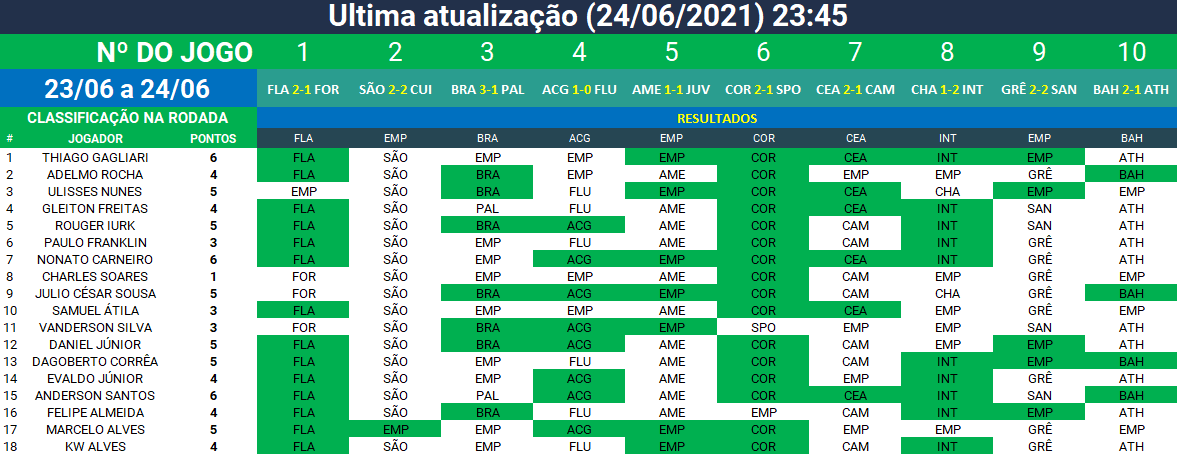 Ultima atualização (24/06/2021) 23:45
Nº DO JOGO 1 2 3 4 5 6 7 8 9 10
23/06 a 24/06 FLA 2-1 FOR SÃO 2-2 CUI BRA 3-1 PAL ACG 1-0 FLU AME 1-1 JUV COR 2-1 SPO CEA 2-1 CAM CHA 1-2 INT GRÊ 2-2 SAN BAH 2-1 ATH
CLASSIFICAÇÃO NA RODADA RESULTADOS
# JOGADOR PONTOS FLA EMP BRA ACG EMP COR CEA INT EMP BAH
1 THIAGO GAGLIARI 6 FLA SÃO EMP EMP EMP COR CEA INT EMP ATH
2 ADELMO ROCHA 4 FLA SÃO BRA EMP AME COR EMP EMP GRÊ BAH
3 ULISSES NUNES 5 EMP SÃO BRA FLU EMP COR CEA CHA EMP EMP
4 GLEITON FREITAS 4 FLA SÃO PAL FLU AME COR CEA INT SAN ATH
5 ROUGER IURK 5 FLA SÃO BRA ACG AME COR CAM INT SAN ATH
6 PAULO FRANKLIN 3 FLA SÃO EMP FLU AME COR CAM INT GRÊ ATH
7 NONATO CARNEIRO 6 FLA SÃO EMP ACG EMP COR CEA INT GRÊ ATH
8 CHARLES SOARES 1 FOR SÃO EMP EMP AME COR CAM EMP GRÊ EMP
9 JULIO CÉSAR SOUSA 5 FOR SÃO BRA ACG EMP COR CAM CHA GRÊ BAH
10 SAMUEL ÁTILA 3 FLA SÃO EMP EMP AME COR CEA EMP GRÊ EMP
11 VANDERSON SILVA 3 FOR SÃO BRA ACG EMP SPO EMP EMP SAN ATH
12 DANIEL JÚNIOR 5 FLA SÃO BRA ACG AME COR CAM EMP EMP ATH
13 DAGOBERTO CORRÊA 5 FLA SÃO EMP FLU AME COR CAM INT EMP BAH
14 EVALDO JÚNIOR 4 FLA SÃO EMP ACG AME COR EMP INT GRÊ ATH
15 ANDERSON SANTOS 6 FLA SÃO PAL ACG AME COR CEA INT SAN BAH
16 FELIPE ALMEIDA 4 FLA SÃO BRA FLU AME EMP CAM INT EMP ATH
17 MARCELO ALVES 5 FLA EMP EMP ACG EMP COR EMP EMP GRÊ EMP
18 KW ALVES 4 FLA SÃO EMP FLU EMP COR CAM INT GRÊ ATH